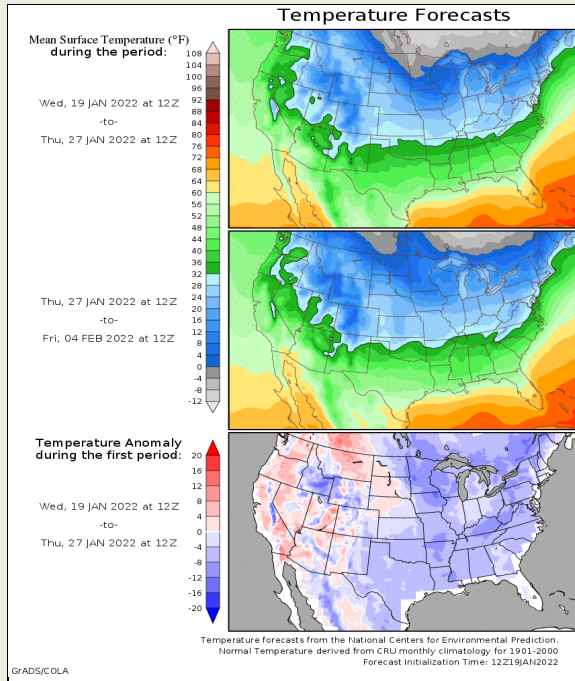 Temperature Forecasts
Mean Surface Temperature (°F)
during the period:
Wed, 19 JAN 2022 at 12Z
-to-
Thu, 27 JAN 2022 at 12Z
108
104
100
96
92
88
84
80
76
72
68
64
60
56
52
48
44
40
36
32
28
24
20
16
12
8
4
0
-4
-8
-12
Thu, 27 JAN 2022 at 12Z
-to-
Fri, 04 FEB 2022 at 12Z
Temperature Anomaly
during the first period:
Wed, 19 JAN 2022 at 12Z
-to-
Thu, 27 JAN 2022 at 12Z
20
16
12
8
4
0
-4
-8
-12
-16
-20
Temperature forecasts from the National Centers for Environmental Prediction.
Normal Temperature derived from CRU monthly climatology for 1901-2000
Forecast Initialization Time: 12Z19JAN2022
GrADS/COLA